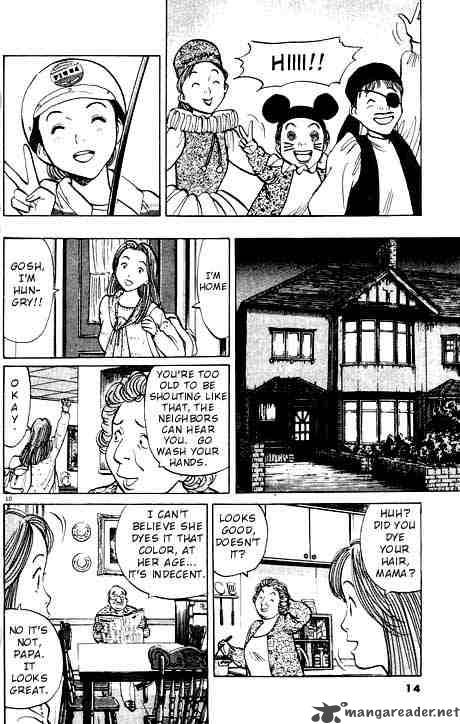 HIIII!!
I'M
HOME
GOSH,
I'M
HUN-
GRY!!
YOU'RE TOO
OLD TO BE
SHOUTING LIKE
THAT, THE
NEIGHBORS
CAN HEAR
YOU. GO
WASH YOUR
HANDS.
OKAY.
HUH?
DID YOU
DYE
YOUR
HAIR,
MAMA?
LOOKS
GOOD,
DOESN'T
IT?
I CAN'T
BELIEVE SHE
DYES IT THAT
COLOR, AT
HER AGE...
IT'S INDECENT.
NO IT'S
NOT,
PAPA.
IT
LOOKS
GREAT.
14
mangareader.net